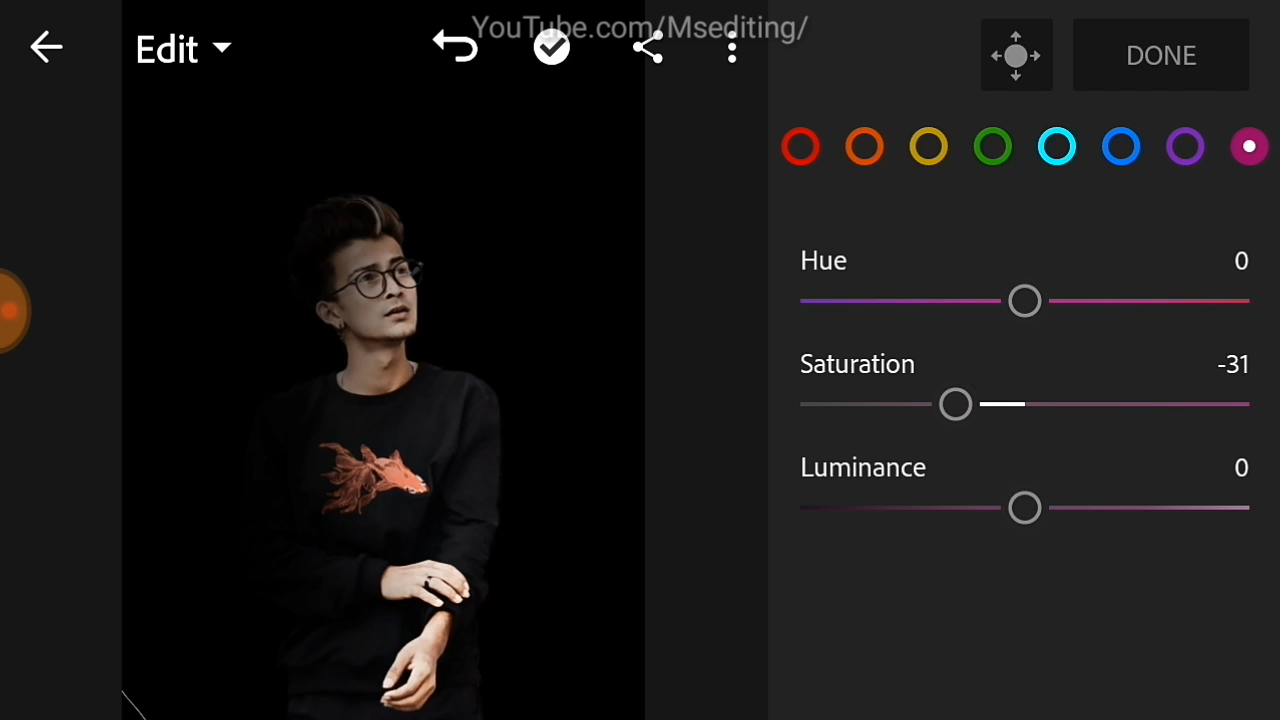 YouTube.com/Msediting/
Edit
DONE
Hue 0
Saturation -31
Luminance 0